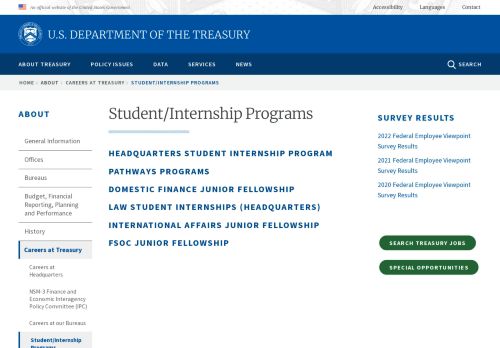 An official website of the United States Government
Accessibility Languages Contact
U.S. DEPARTMENT OF THE TREASURY
ABOUT TREASURY POLICY ISSUES DATA SERVICES NEWS SEARCH
HOME › ABOUT › CAREERS AT TREASURY › STUDENT/INTERNSHIP PROGRAMS
ABOUT
General Information
Offices
Bureaus
Budget, Financial
Reporting, Planning
and Performance
History
Careers at Treasury
Careers at
Headquarters
NSM-3 Finance and
Economic Interagency
Policy Committee (IPC)
Careers at our Bureaus
Student/Internship
Programs
Student/Internship Programs
HEADQUARTERS STUDENT INTERNSHIP PROGRAM
PATHWAYS PROGRAMS
DOMESTIC FINANCE JUNIOR FELLOWSHIP
LAW STUDENT INTERNSHIPS (HEADQUARTERS)
INTERNATIONAL AFFAIRS JUNIOR FELLOWSHIP
FSOC JUNIOR FELLOWSHIP
SURVEY RESULTS
2022 Federal Employee Viewpoint
Survey Results
2021 Federal Employee Viewpoint
Survey Results
2020 Federal Employee Viewpoint
Survey Results
SEARCH TREASURY JOBS
SPECIAL OPPORTUNITIES